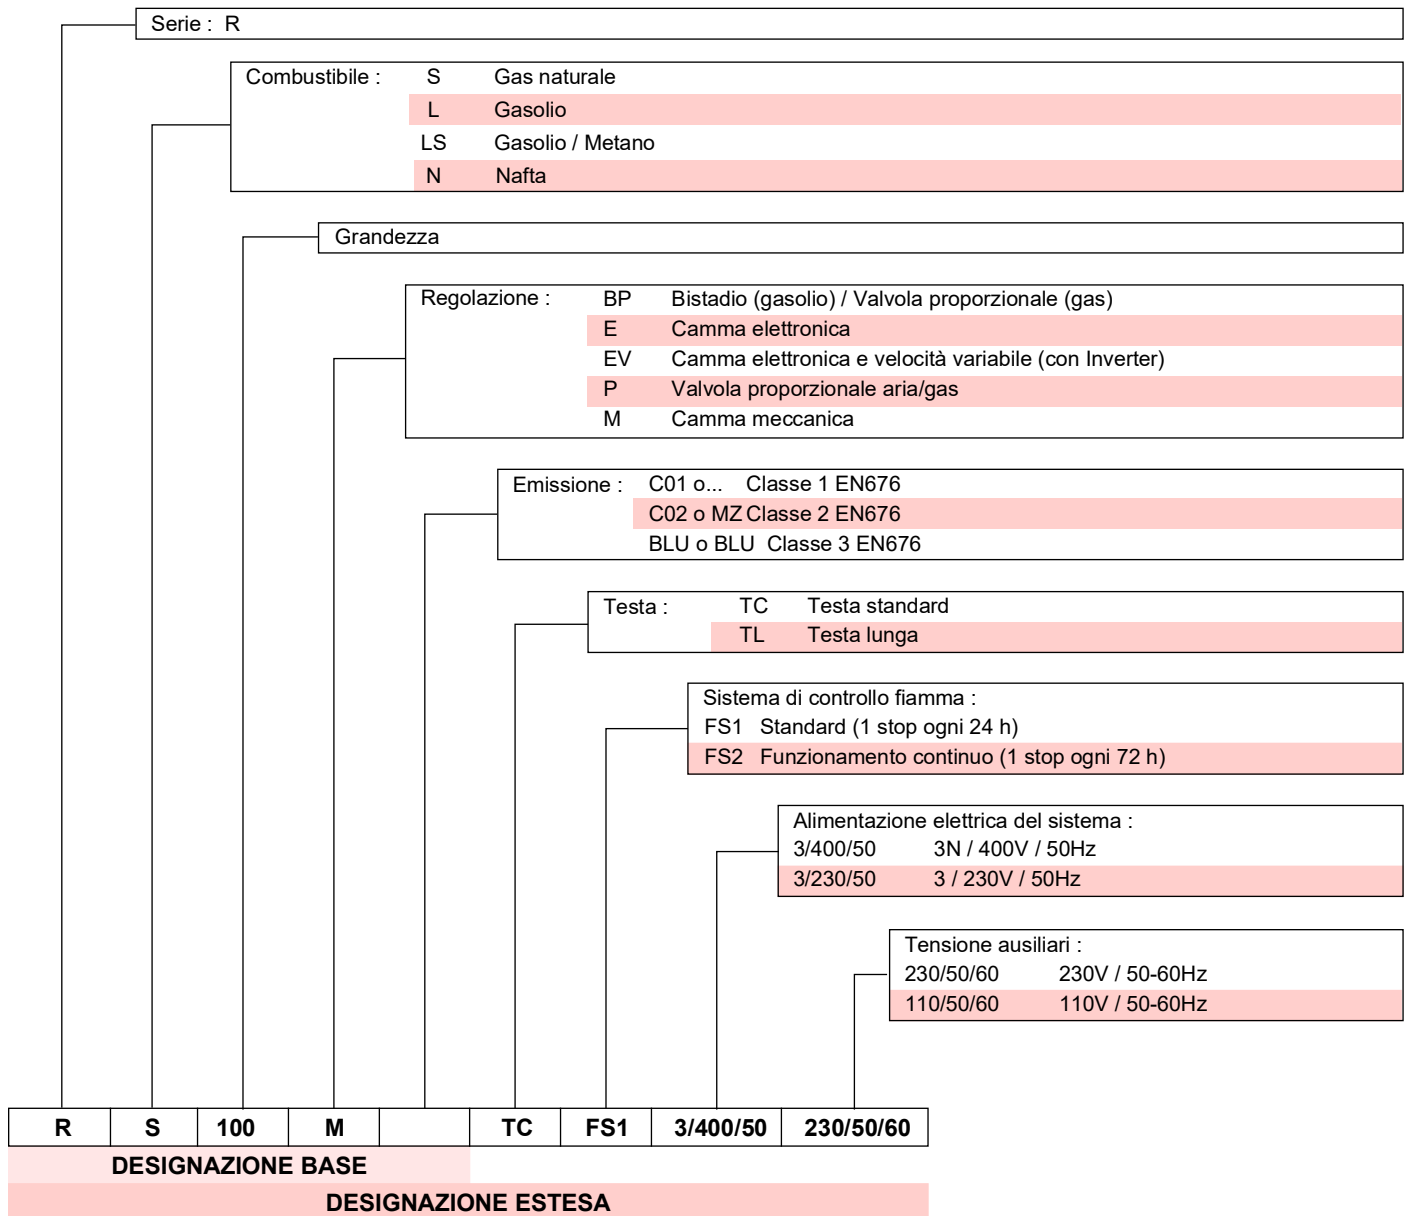 Serie : R
Combustibile : S Gas naturale
L Gasolio
LS Gasolio / Metano
N Nafta
Grandezza
Regolazione : BP Bistadio (gasolio) / Valvola proporzionale (gas)
E Camma elettronica
EV Camma elettronica e velocità variabile (con Inverter)
P Valvola proporzionale aria/gas
M Camma meccanica
Emissione : C01 o... Classe 1 EN676
C02 o MZ Classe 2 EN676
BLU o BLU Classe 3 EN676
Testa : TC Testa standard
TL Testa lunga
Sistema di controllo fiamma :
FS1 Standard (1 stop ogni 24 h)
FS2 Funzionamento continuo (1 stop ogni 72 h)
Alimentazione elettrica del sistema :
3/400/50 3N / 400V / 50Hz
3/230/50 3 / 230V / 50Hz
Tensione ausiliari :
230/50/60 230V / 50-60Hz
110/50/60 110V / 50-60Hz
R S 100 M TC FS1 3/400/50 230/50/60
DESIGNAZIONE BASE
DESIGNAZIONE ESTESA